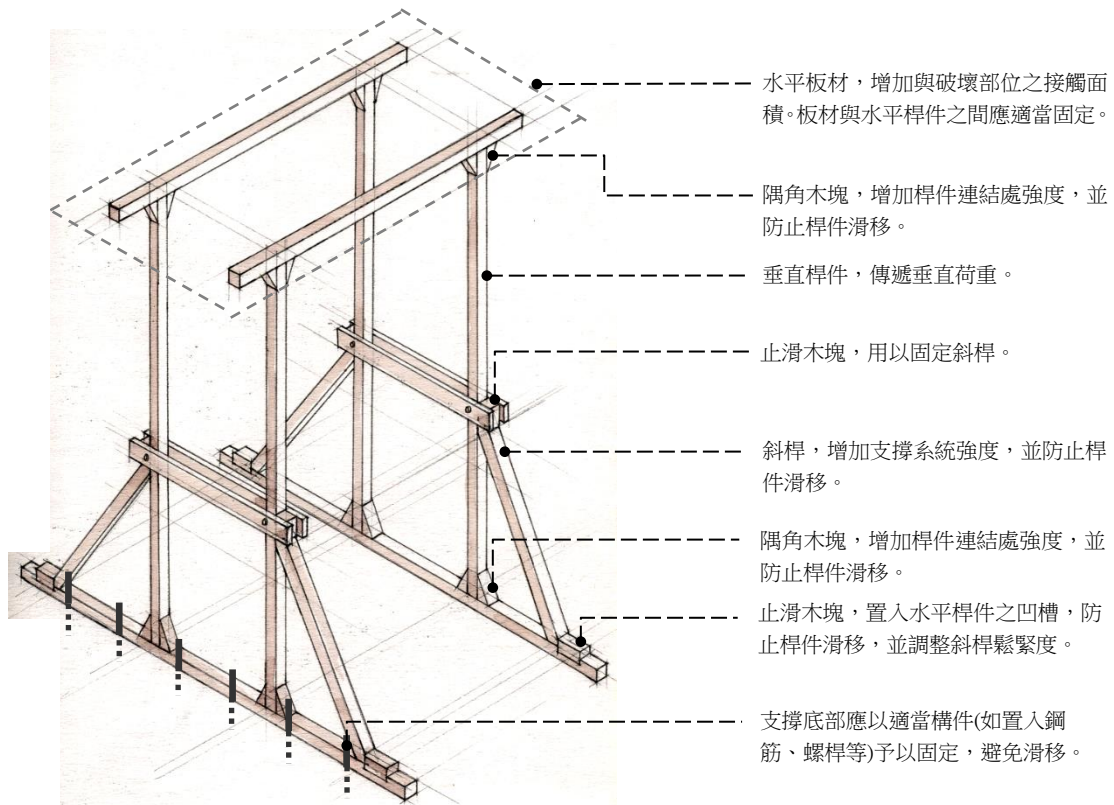 水平板材，增加與破壞部位之接觸面
積。板材與水平桿件之間應適當固定。
隅角木塊，增加桿件連結處強度，並
防止桿件滑移。
垂直桿件，傳遞垂直荷重。
止滑木塊，用以固定斜桿。
斜桿，增加支撐系統強度，並防止桿
件滑移。
隅角木塊，增加桿件連結處強度，並
防止桿件滑移。
止滑木塊，置入水平桿件之凹槽，防
止桿件滑移，並調整斜桿鬆緊度。
支撐底部應以適當構件(如置入鋼
筋、螺桿等)予以固定，避免滑移。